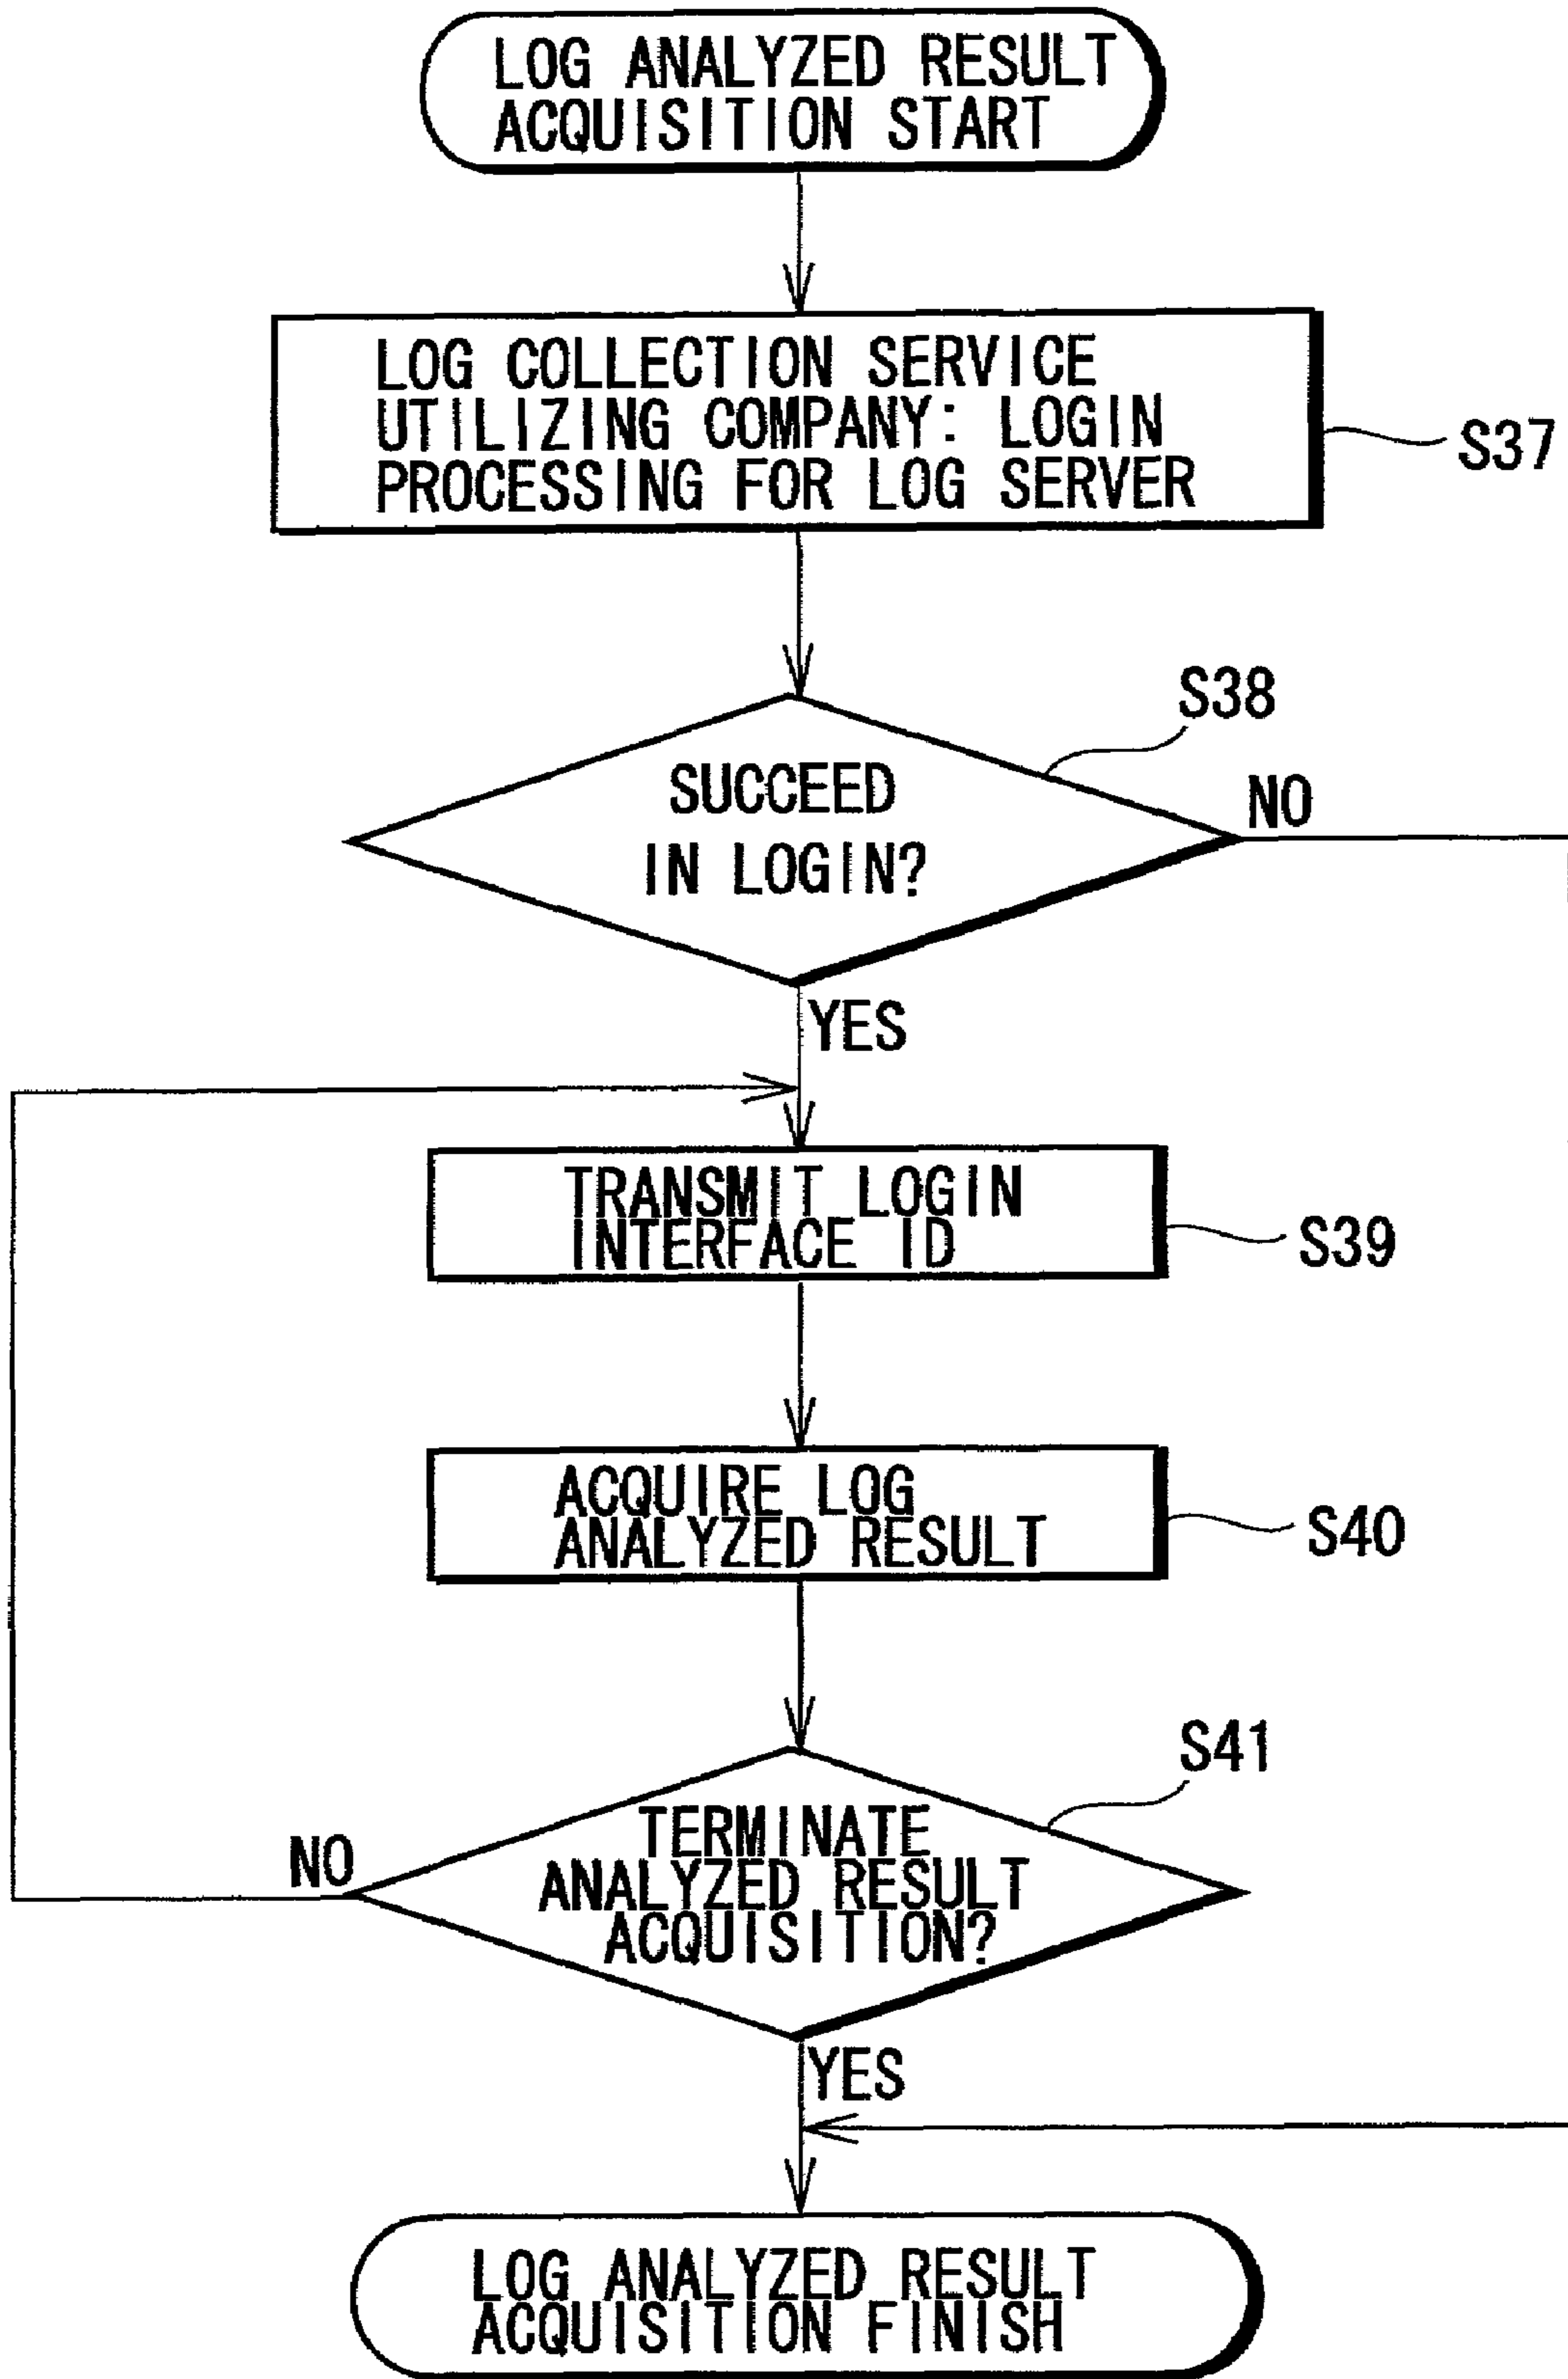 LOG ANALYZED RESULT
ACQUISITION START
LOG COLLECTION SERVICE
UTILIZING COMPANY: LOGIN
PROCESSING FOR LOG SERVER
S37
S38
SUCCEED
IN LOGIN?
NO
YES
TRANSMIT LOGIN
INTERFACE ID
S39
ACQUIRE LOG
ANALYZED RESULT
S40
S41
TERMINATE
ANALYZED RESULT
ACQUISITION?
NO
YES
LOG ANALYZED RESULT
ACQUISITION FINISH